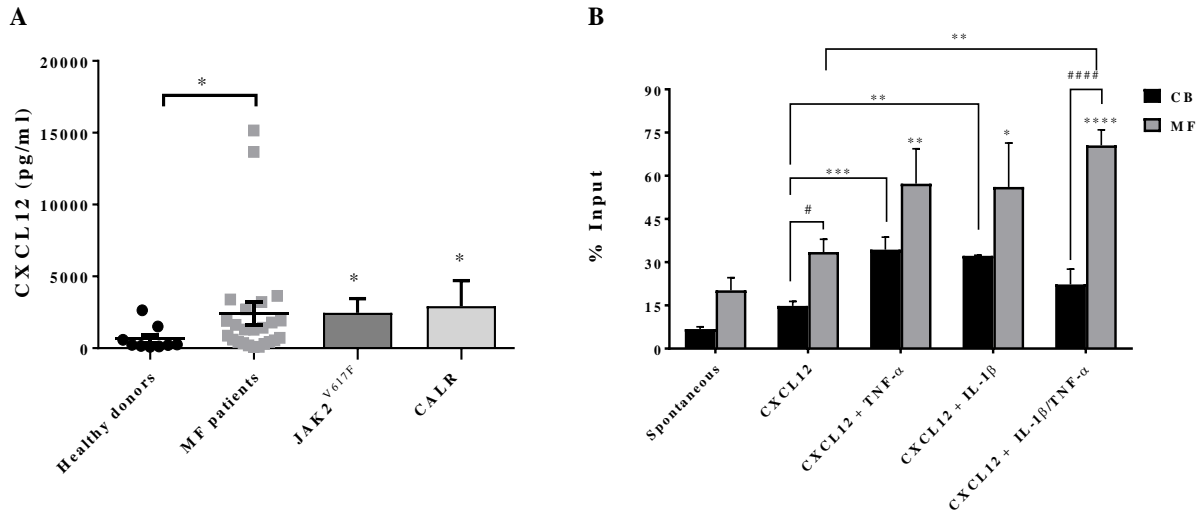 A
CXCL12 (pg/ml)
20000
15000
10000
5000
0
*
*
*
Healthy donors
MF patients
JAK2V617F
CALR
B
% Input
90
75
60
45
30
15
0
**
####
**
****
**
*
***
#
CB
MF
Spontaneous
CXCL12
CXCL12 + TNF-α
CXCL12 + IL-1β
CXCL12 + IL-1β/TNF-α